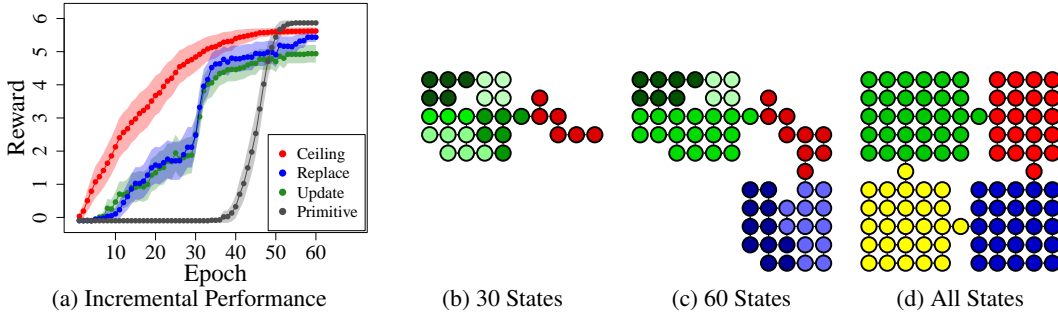 6
5
4
3
2
1
0
Reward
Ceiling
Replace
Update
Primitive
10 20 30 40 50 60
Epoch
(a) Incremental Performance (b) 30 States (c) 60 States (d) All States